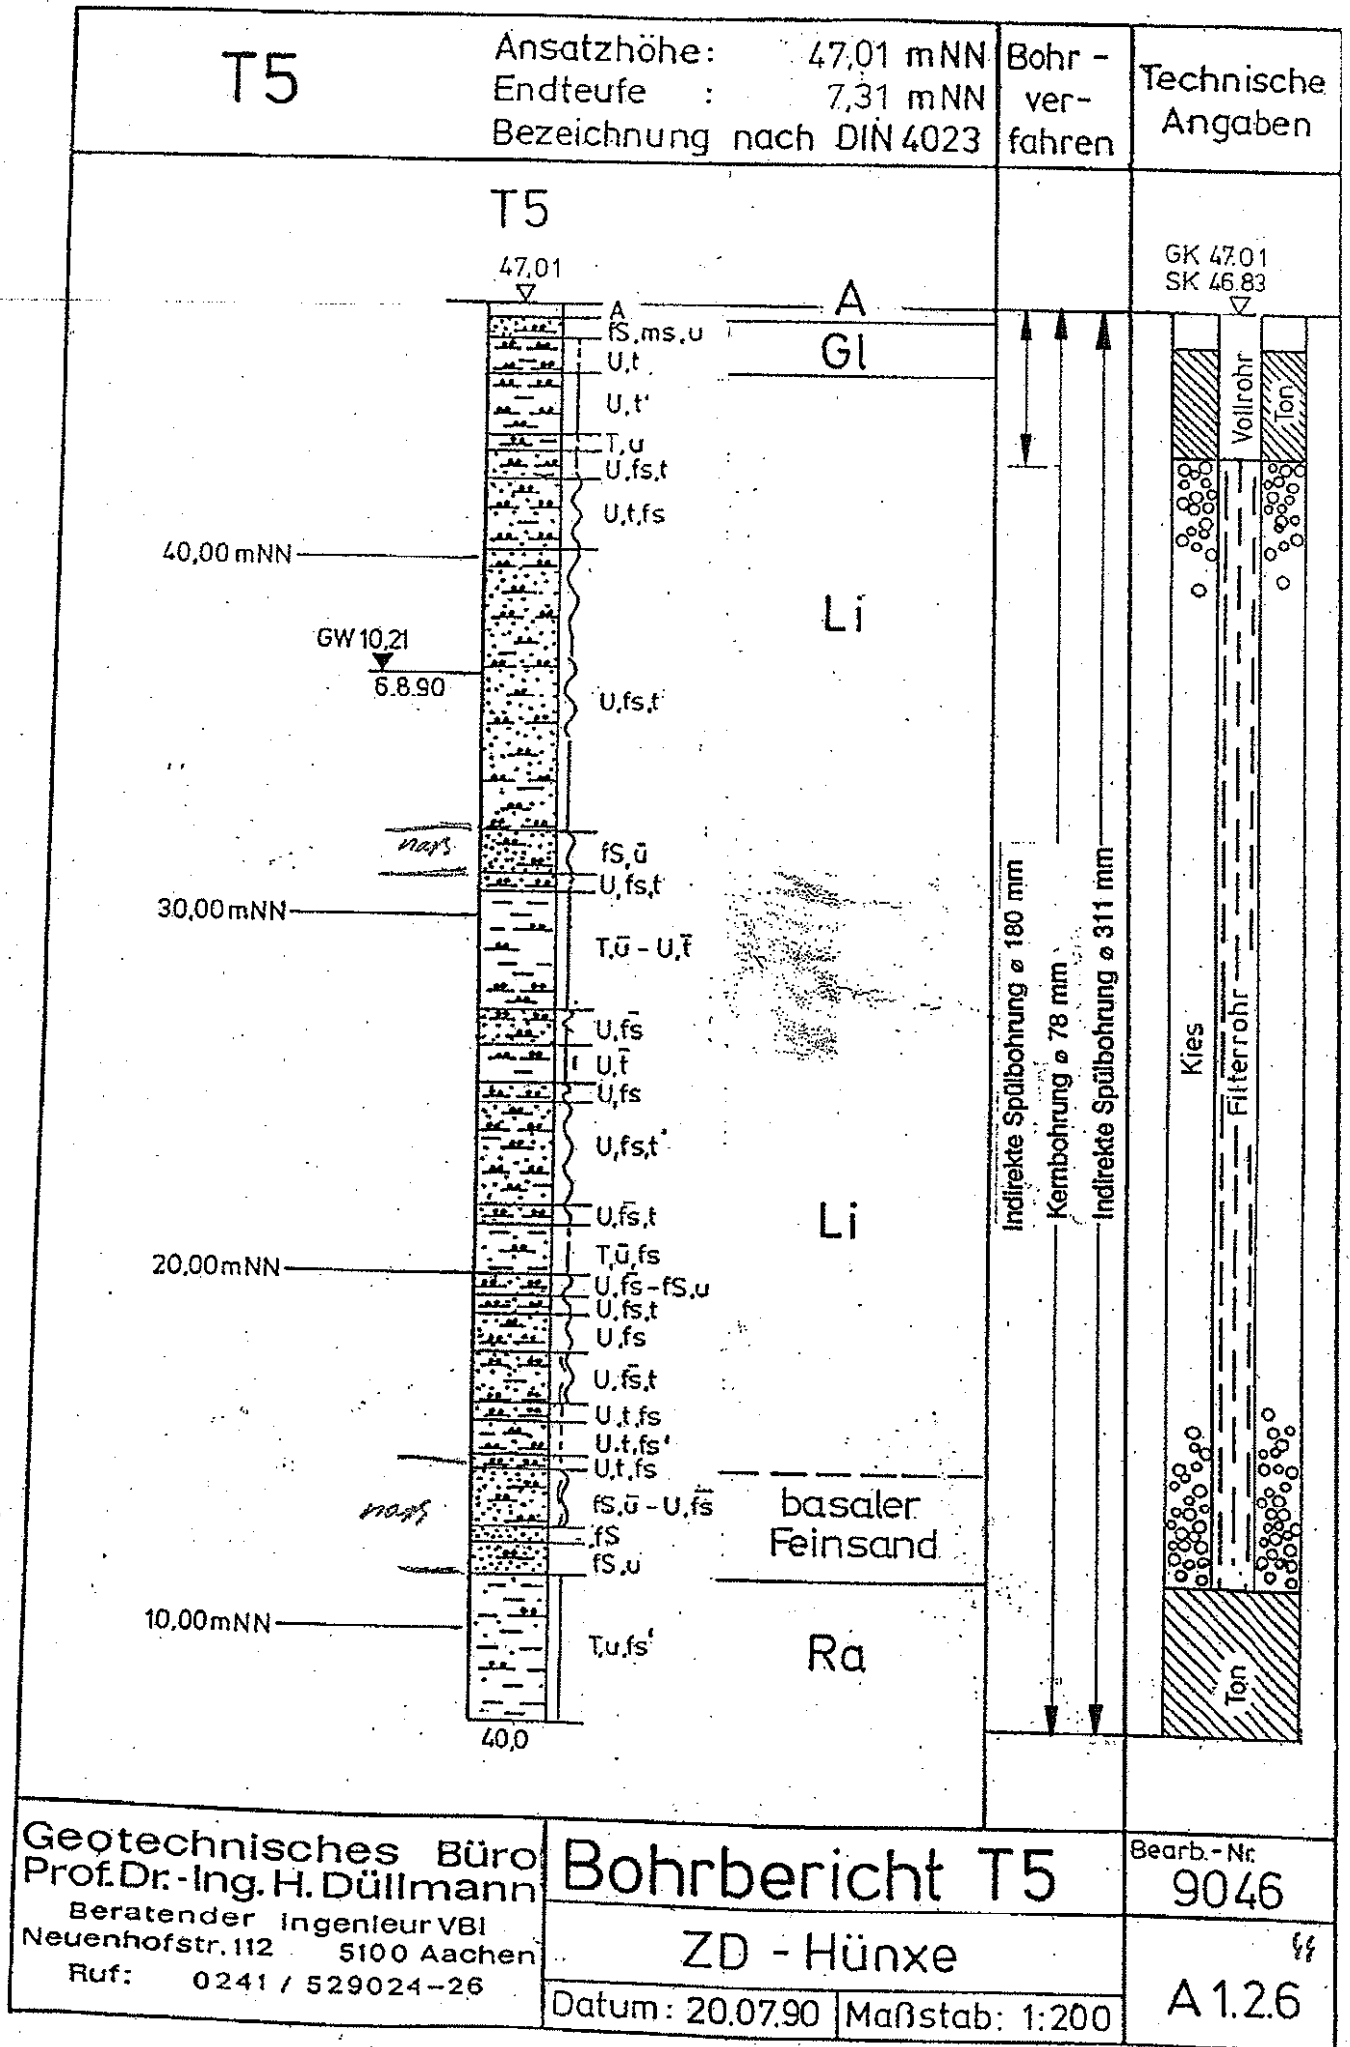 T5
Ansatzhöhe: 47,01 mNN
Endteufe : 7,31 mNN
Bezeichnung nach DIN 4023
Bohr-
ver-
fahren
Technische
Angaben
T5
47,01
GK 47.01
SK 46.83
A
A
fS,ms,u
Gl
U,t
U,t'
T,u
U,fs,t
U,t,fs
40,00 mNN
Li
GW 10,21
6.8.90
U,fs,t'
nass
fS,ū
U,fs,t
30,00 mNN
T,ū - U,t̄
U,f̄s
U,t̄
U,fs
U,fs,t'
U,f̄s,t
Li
T,ū,fs
20,00 mNN
U,f̄s-fS,u
U,fs,t
U,fs
U,f̄s,t
U,t,fs
U,t,fs'
U,t,fs
nass
fS,ū - U,f̄s
basaler
Feinsand
fS
fS,u
10,00 mNN
T,u,fs'
Ra
40,0
Indirekte Spülbohrung ø 180 mm
Kernbohrung ø 78 mm
Indirekte Spülbohrung ø 311 mm
Vollrohr
Ton
Kies
Filterrohr
Ton
Geotechnisches Büro
Prof.Dr.-Ing. H. Düllmann
Beratender Ingenieur VBI
Neuenhofstr. 112 5100 Aachen
Ruf: 0241 / 529024-26
Bohrbericht T5
ZD - Hünxe
Datum: 20.07.90
Maßstab: 1:200
Bearb.-Nr.
9046
A 1.2.6